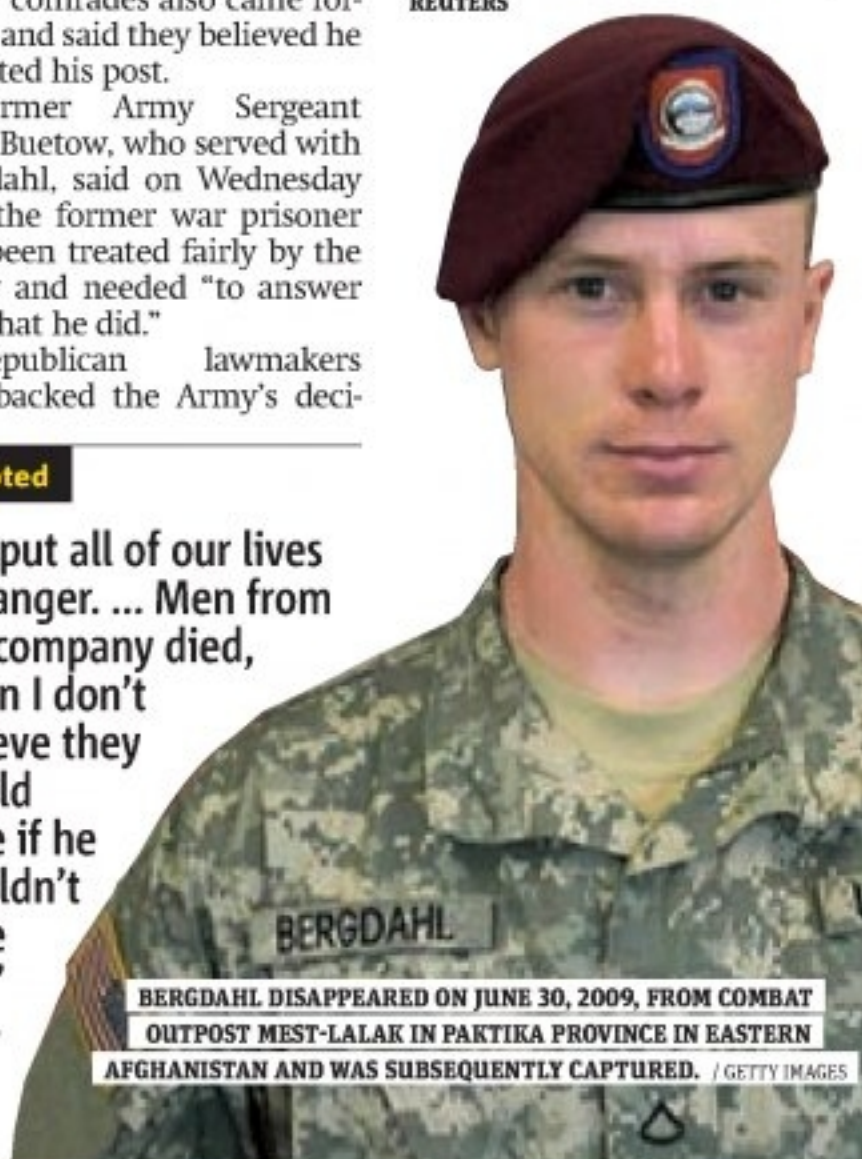 REUTERS
comrades also came for-
and said they believed he
ted his post.
rmer Army Sergeant
Buetow, who served with
dahl, said on Wednesday
the former war prisoner
been treated fairly by the
and needed “to answer
hat he did.”
epublican lawmakers
backed the Army’s deci-
oted
put all of our lives
anger. ... Men from
company died,
n I don’t
eve they
ld
e if he
ldn’t
e
BERGDAHL
BERGDAHL DISAPPEARED ON JUNE 30, 2009, FROM COMBAT
OUTPOST MEST-LALAK IN PAKTIKA PROVINCE IN EASTERN
AFGHANISTAN AND WAS SUBSEQUENTLY CAPTURED. / GETTY IMAGES